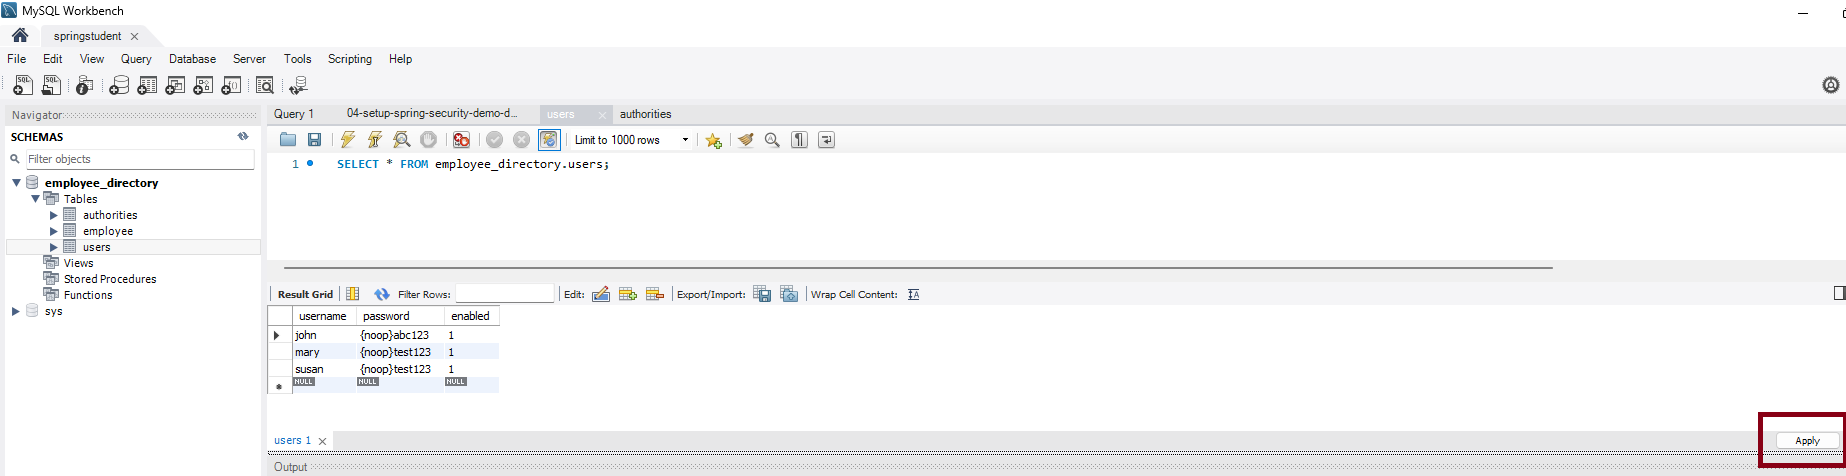 MySQL Workbench
springstudent
File Edit View Query Database Server Tools Scripting Help
Navigator
SCHEMAS
Filter objects
employee_directory
Tables
authorities
employee
users
Views
Stored Procedures
Functions
sys
Query 1 04-setup-spring-security-demo-d... users authorities
Limit to 1000 rows
1 SELECT * FROM employee_directory.users;
Result Grid Filter Rows: Edit: Export/Import: Wrap Cell Content:
username password enabled
john {noop}abc123 1
mary {noop}test123 1
susan {noop}test123 1
NULL NULL NULL
users 1
Apply
Output